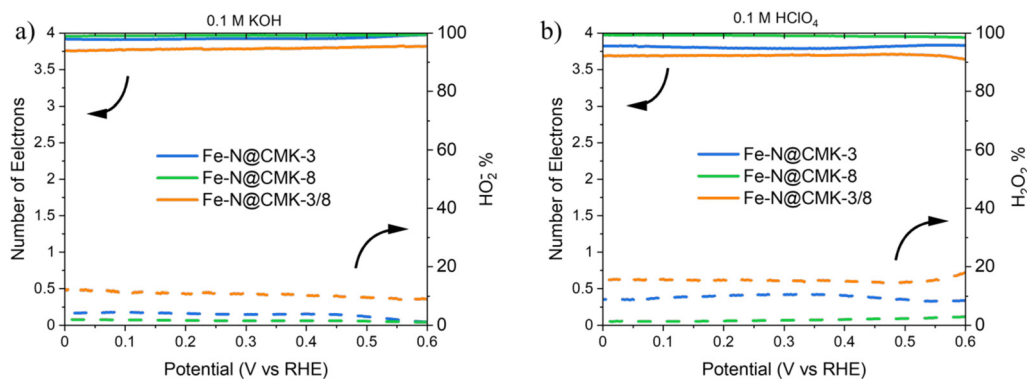 a)
0.1 M KOH
Number of Eelctrons
4
3.75
3
2.5
2
1.5
1
0.5
0
100
80
60
40
20
0
HO₂⁻ %
Fe-N@CMK-3
Fe-N@CMK-8
Fe-N@CMK-3/8
0 0.1 0.2 0.3 0.4 0.5 0.6
Potential (V vs RHE)
b)
0.1 M HClO₄
Number of Electrons
4
3.75
3
2.5
2
1.5
1
0.5
0
100
80
60
40
20
0
H₂O₂ %
Fe-N@CMK-3
Fe-N@CMK-8
Fe-N@CMK-3/8
0 0.1 0.2 0.3 0.4 0.5 0.6
Potential (V vs RHE)